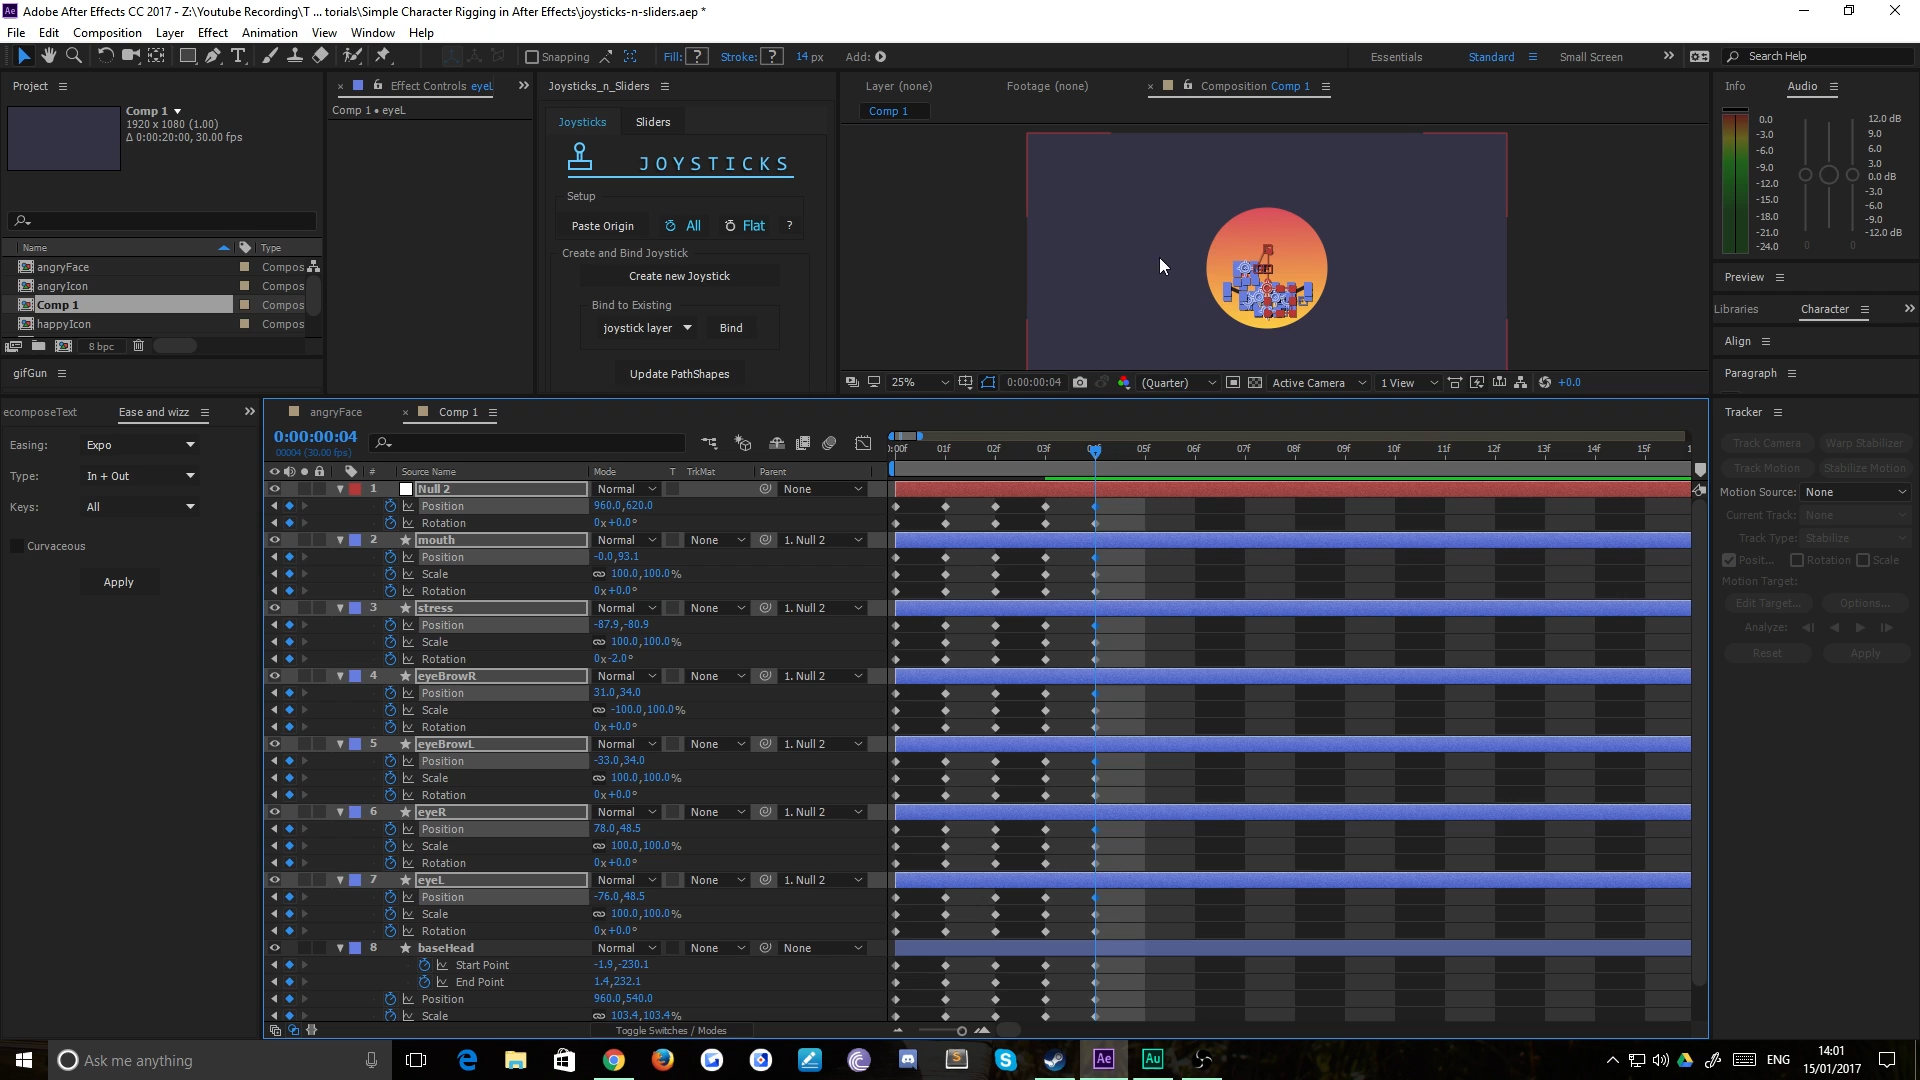 Adobe After Effects CC 2017 - Z:\Youtube Recording\T ... torials\Simple Character Rigging in After Effects\joysticks-n-sliders.aep *
File Edit Composition Layer Effect Animation View Window Help
Snapping Fill: ? Stroke: ? 14 px Add: Essentials Standard Small Screen Search Help
Project
Comp 1
1920 x 1080 (1.00)
Δ 0:00:20:00, 30.00 fps
Name Type
angryFace Compos
angryIcon Compos
Comp 1 Compos
happyIcon Compos
8 bpc
gifGun
Effect Controls eyeL
Comp 1 • eyeL
Joysticks_n_Sliders
Joysticks Sliders
JOYSTICKS
Setup
Paste Origin All Flat ?
Create and Bind Joystick
Create new Joystick
Bind to Existing
joystick layer Bind
Update PathShapes
Layer (none) Footage (none) Composition Comp 1
Comp 1
25% 0:00:00:04 (Quarter) Active Camera 1 View +0.0
Info Audio
0.0
-3.0
-6.0
-9.0
-12.0
-15.0
-18.0
-21.0
-24.0
0 0
12.0 dB
9.0
6.0
3.0
0.0 dB
-3.0
-6.0
-9.0
-12.0 dB
Preview
Libraries Character
Align
Paragraph
Tracker
Track Camera Warp Stabilizer
Track Motion Stabilize Motion
Motion Source: None
Current Track: None
Track Type: Stabilize
Posit... Rotation Scale
Motion Target:
Edit Target... Options...
Analyze:
Reset Apply
ecomposeText Ease and wizz
Easing: Expo
Type: In + Out
Keys: All
Curvaceous
Apply
angryFace Comp 1
0:00:00:04
00004 (30.00 fps)
01f 02f 03f 05f 06f 07f 08f 09f 10f 11f 12f 13f 14f 15f
# Source Name Mode T TrkMat Parent
1 Null 2 Normal None
Position 960.0,620.0
Rotation 0x+0.0°
2 mouth Normal None 1. Null 2
Position -0.0,93.1
Scale 100.0,100.0%
Rotation 0x+0.0°
3 stress Normal None 1. Null 2
Position -87.9,-80.9
Scale 100.0,100.0%
Rotation 0x-2.0°
4 eyeBrowR Normal None 1. Null 2
Position 31.0,34.0
Scale -100.0,100.0%
Rotation 0x+0.0°
5 eyeBrowL Normal None 1. Null 2
Position -33.0,34.0
Scale 100.0,100.0%
Rotation 0x+0.0°
6 eyeR Normal None 1. Null 2
Position 78.0,48.5
Scale 100.0,100.0%
Rotation 0x+0.0°
7 eyeL Normal None 1. Null 2
Position -76.0,48.5
Scale 100.0,100.0%
Rotation 0x+0.0°
8 baseHead Normal None None
Start Point -1.9,-230.1
End Point 1.4,232.1
Position 960.0,540.0
Scale 103.4,103.4%
Toggle Switches / Modes
Ask me anything
Ae Au
ENG
14:01
15/01/2017